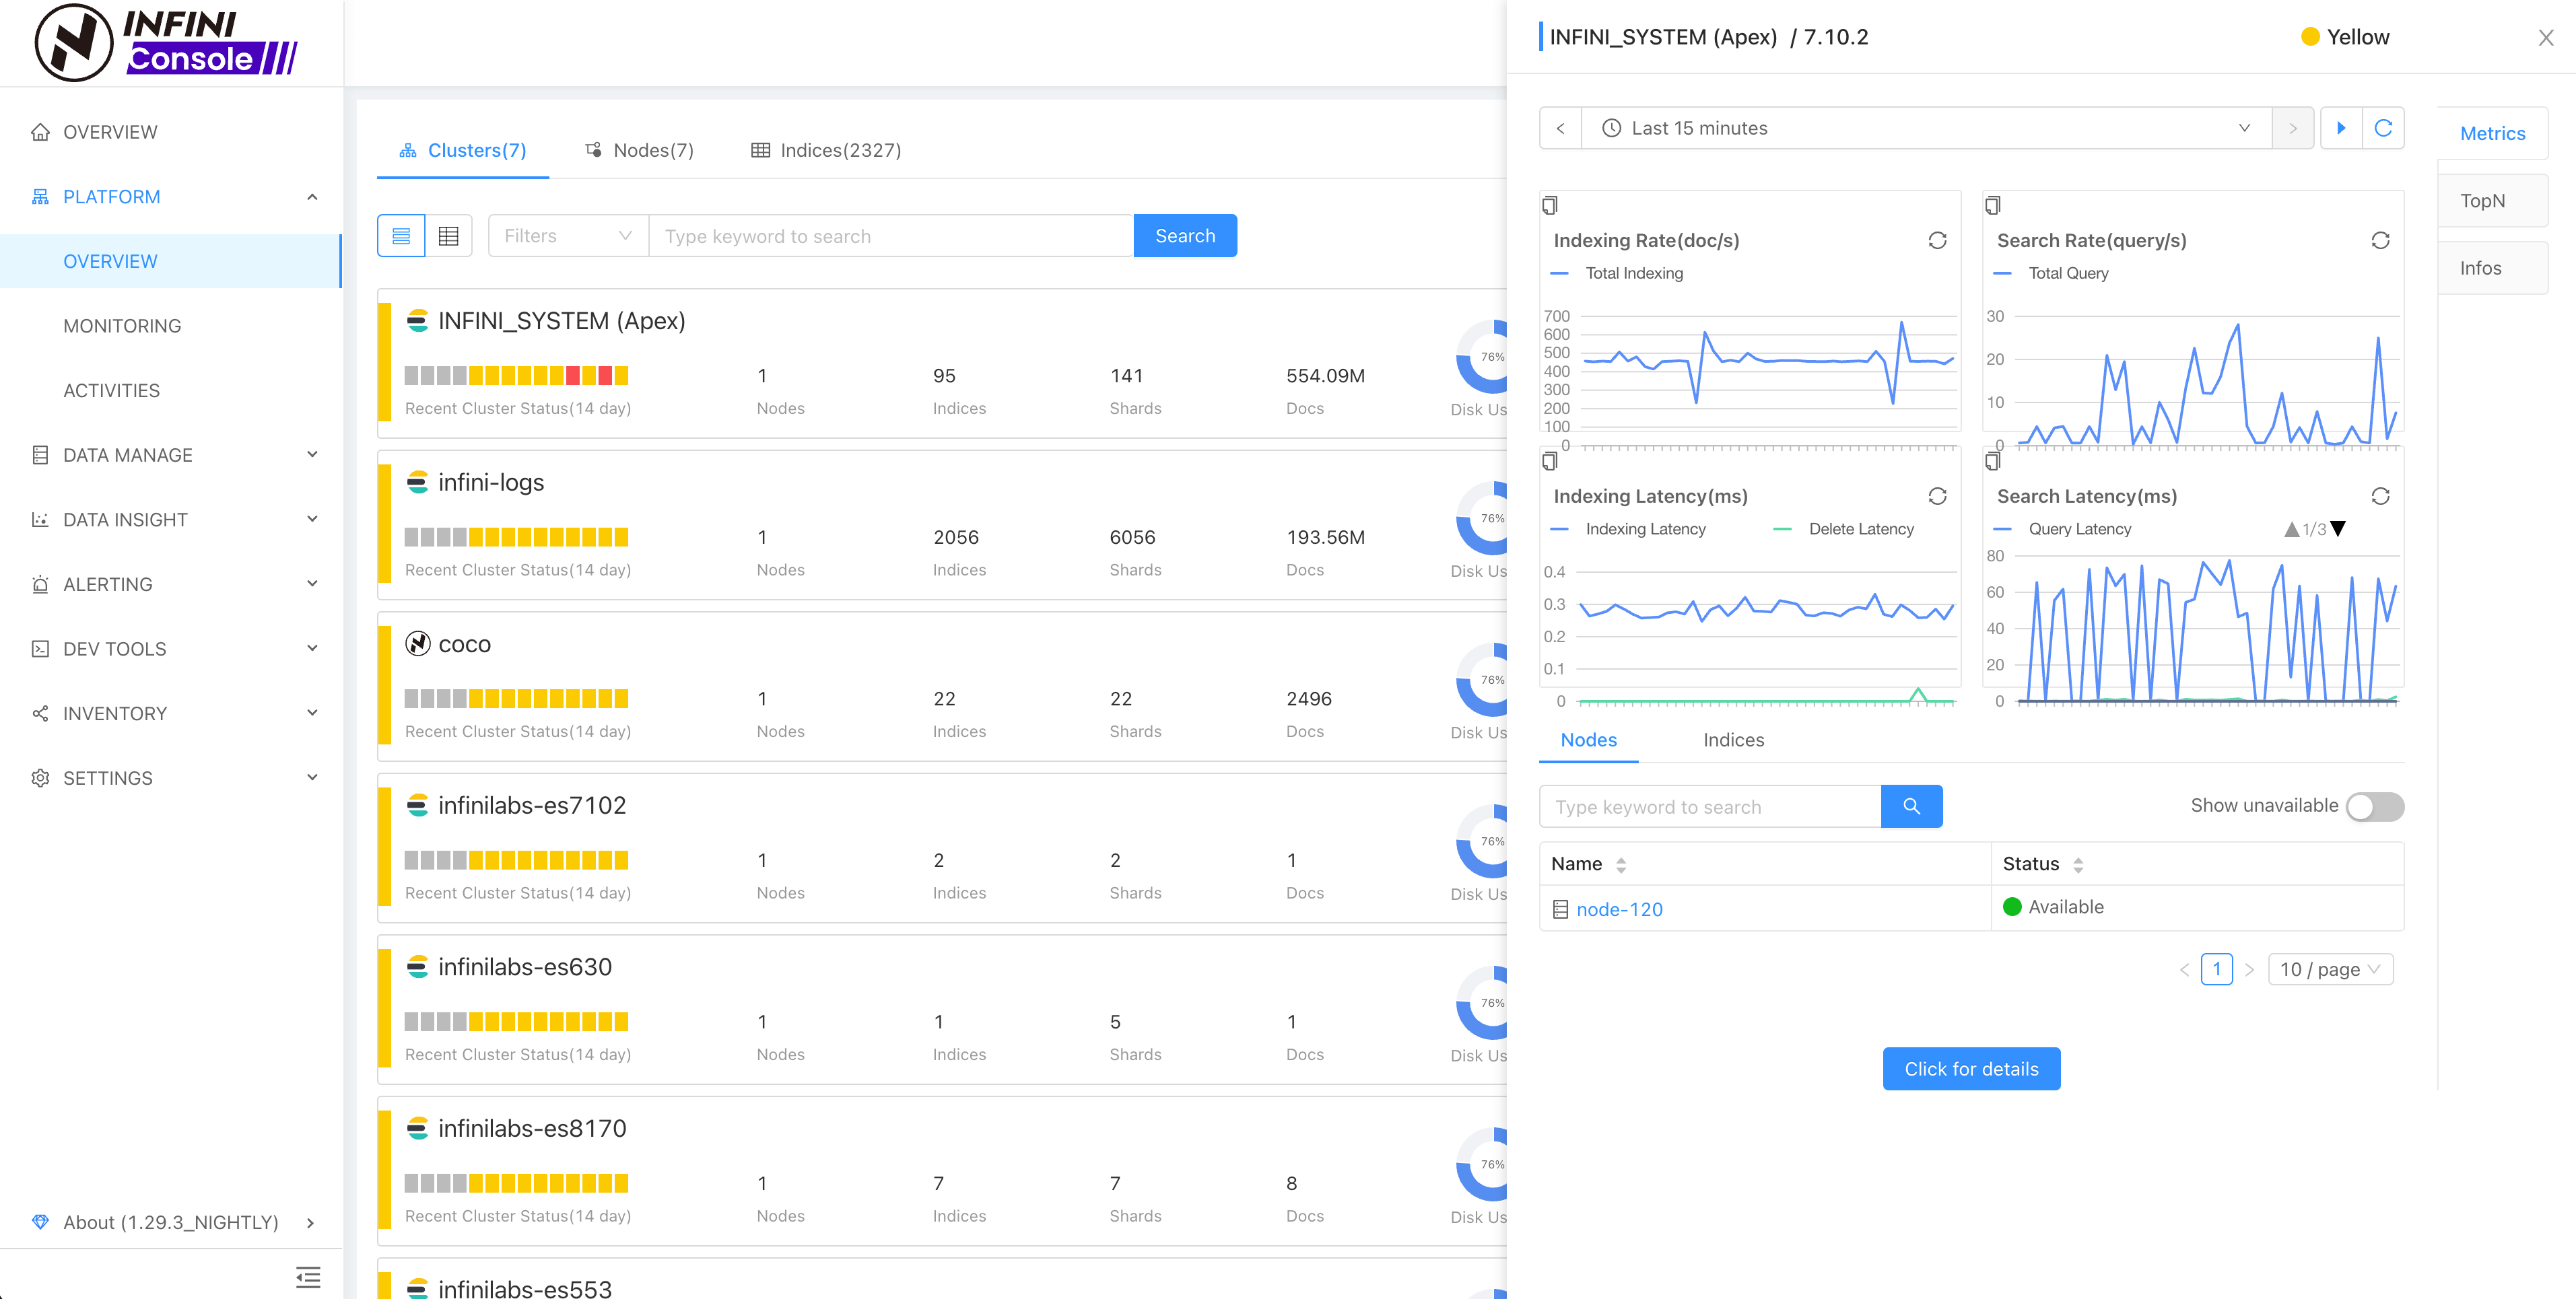 INFINI
Console
OVERVIEW
PLATFORM
OVERVIEW
MONITORING
ACTIVITIES
DATA MANAGE
DATA INSIGHT
ALERTING
DEV TOOLS
INVENTORY
SETTINGS
About (1.29.3_NIGHTLY)
Clusters(7) Nodes(7) Indices(2327)
Filters Type keyword to search Search
INFINI_SYSTEM (Apex)
1 95 141 554.09M 76%
Recent Cluster Status(14 day) Nodes Indices Shards Docs Disk Us
infini-logs
1 2056 6056 193.56M 76%
Recent Cluster Status(14 day) Nodes Indices Shards Docs Disk Us
coco
1 22 22 2496 76%
Recent Cluster Status(14 day) Nodes Indices Shards Docs Disk Us
infinilabs-es7102
1 2 2 1 76%
Recent Cluster Status(14 day) Nodes Indices Shards Docs Disk Us
infinilabs-es630
1 1 5 1 76%
Recent Cluster Status(14 day) Nodes Indices Shards Docs Disk Us
infinilabs-es8170
1 7 7 8 76%
Recent Cluster Status(14 day) Nodes Indices Shards Docs Disk Us
infinilabs-es553
INFINI_SYSTEM (Apex) / 7.10.2 Yellow
Last 15 minutes
Metrics
TopN
Infos
Indexing Rate(doc/s)
Total Indexing
700
600
500
400
300
200
100
0
Search Rate(query/s)
Total Query
30
20
10
0
Indexing Latency(ms)
Indexing Latency Delete Latency
0.4
0.3
0.2
0.1
0
Search Latency(ms)
Query Latency 1/3
80
60
40
20
0
Nodes Indices
Type keyword to search Show unavailable
Name Status
node-120 Available
1 10 / page
Click for details